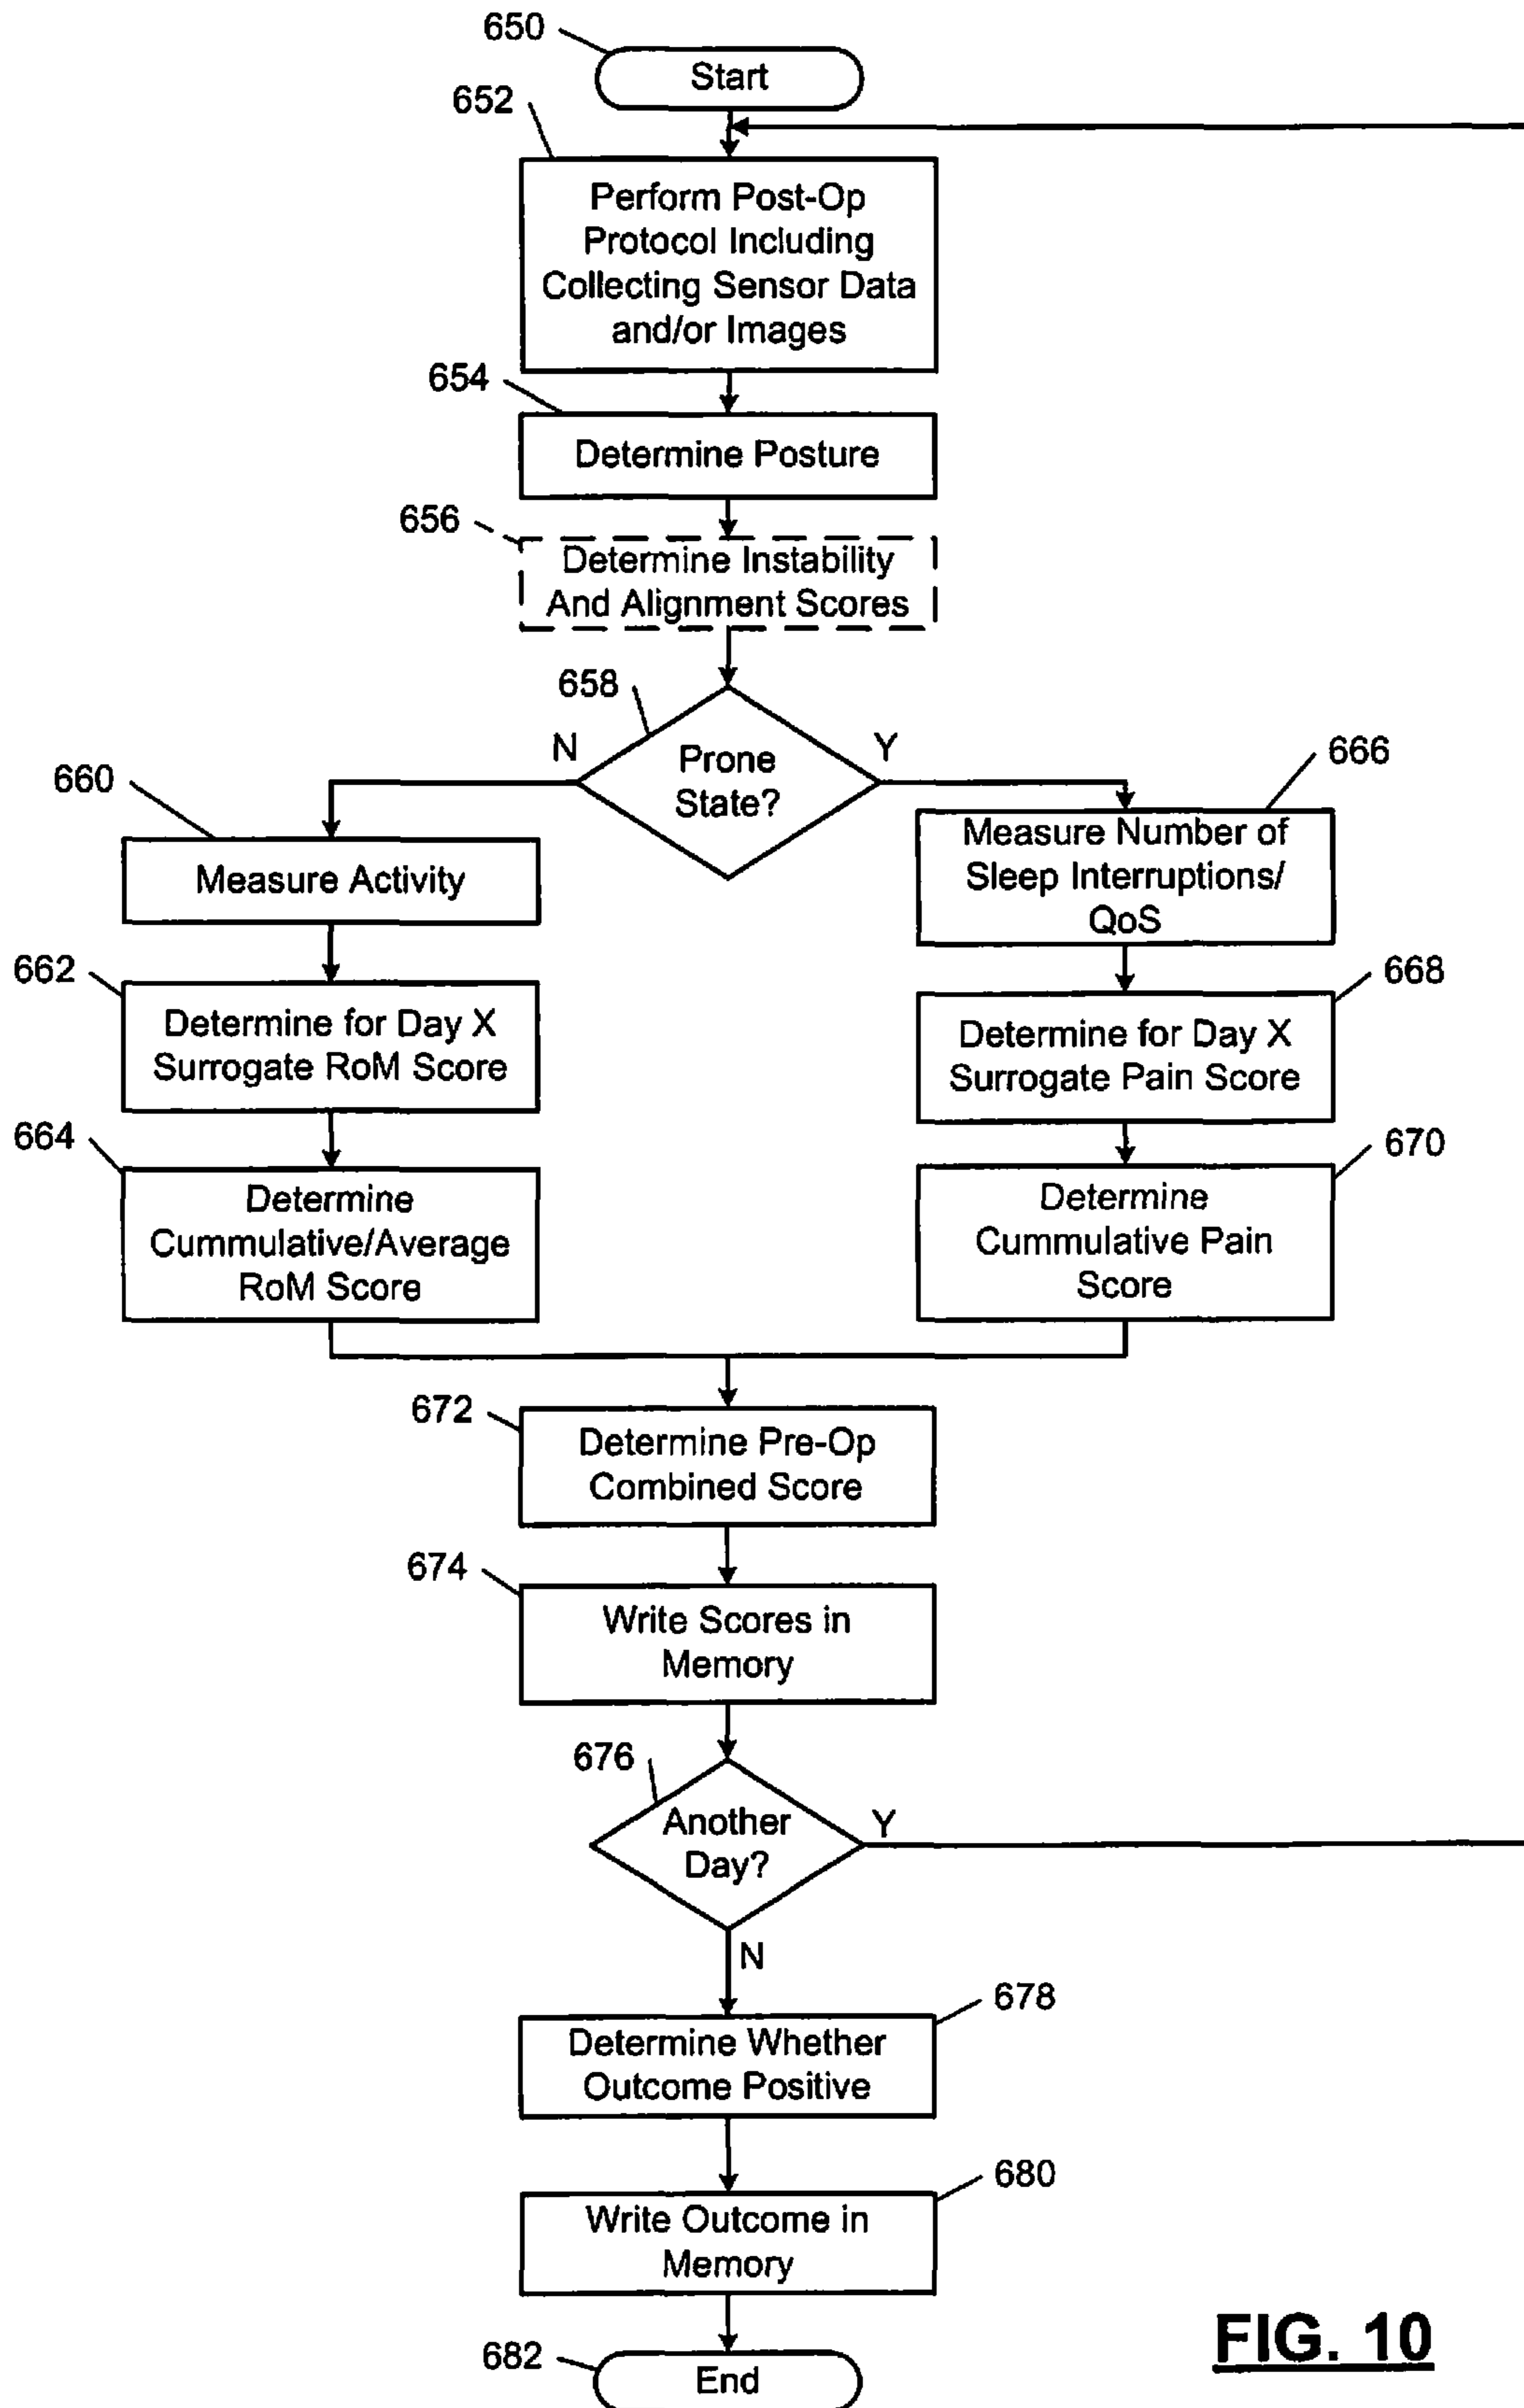 650
Start
652
Perform Post-Op
Protocol Including
Collecting Sensor Data
and/or Images
654
Determine Posture
656
Determine Instability
And Alignment Scores
658
Prone
State?
N
Y
660
Measure Activity
662
Determine for Day X
Surrogate RoM Score
664
Determine
Cummulative/Average
RoM Score
666
Measure Number of
Sleep Interruptions/
QoS
668
Determine for Day X
Surrogate Pain Score
670
Determine
Cummulative Pain
Score
672
Determine Pre-Op
Combined Score
674
Write Scores in
Memory
676
Another
Day?
Y
N
678
Determine Whether
Outcome Positive
680
Write Outcome in
Memory
682
End
FIG. 10